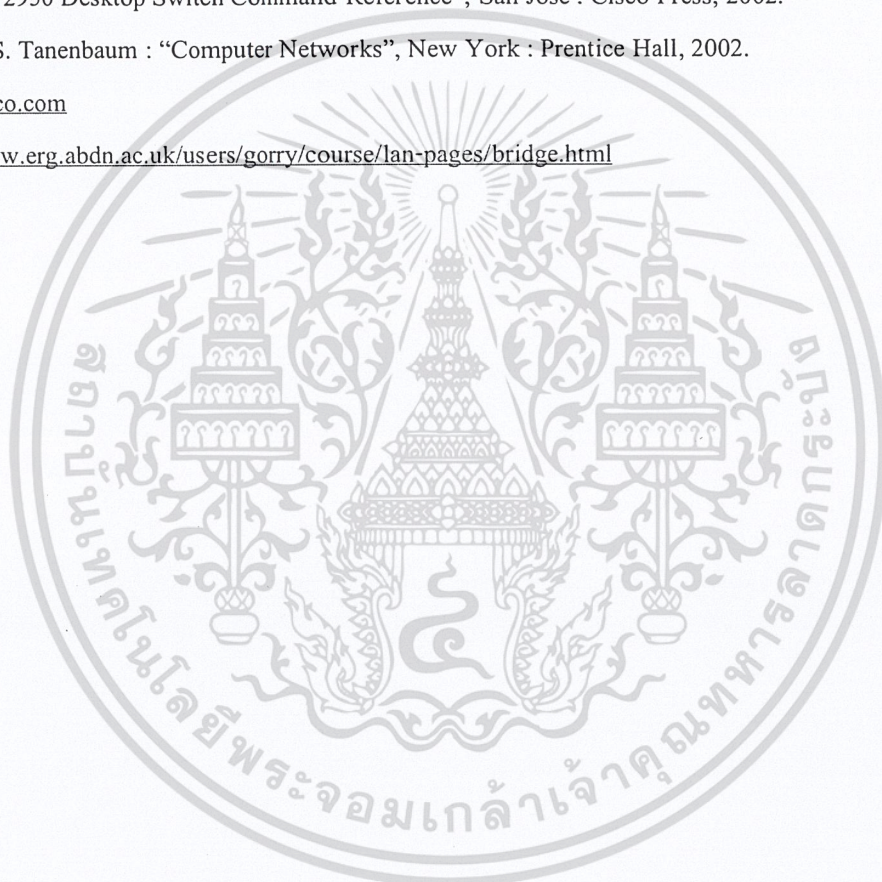 2950 Desktop Switch Command Reference”, San Jose : Cisco Press, 2002.
S. Tanenbaum : “Computer Networks”, New York : Prentice Hall, 2002.
co.com
w.erg.abdn.ac.uk/users/gorry/course/lan-pages/bridge.html
สถาบันเทคโนโลยีพระจอมเกล้าเจ้าคุณทหารลาดกระบัง
๔